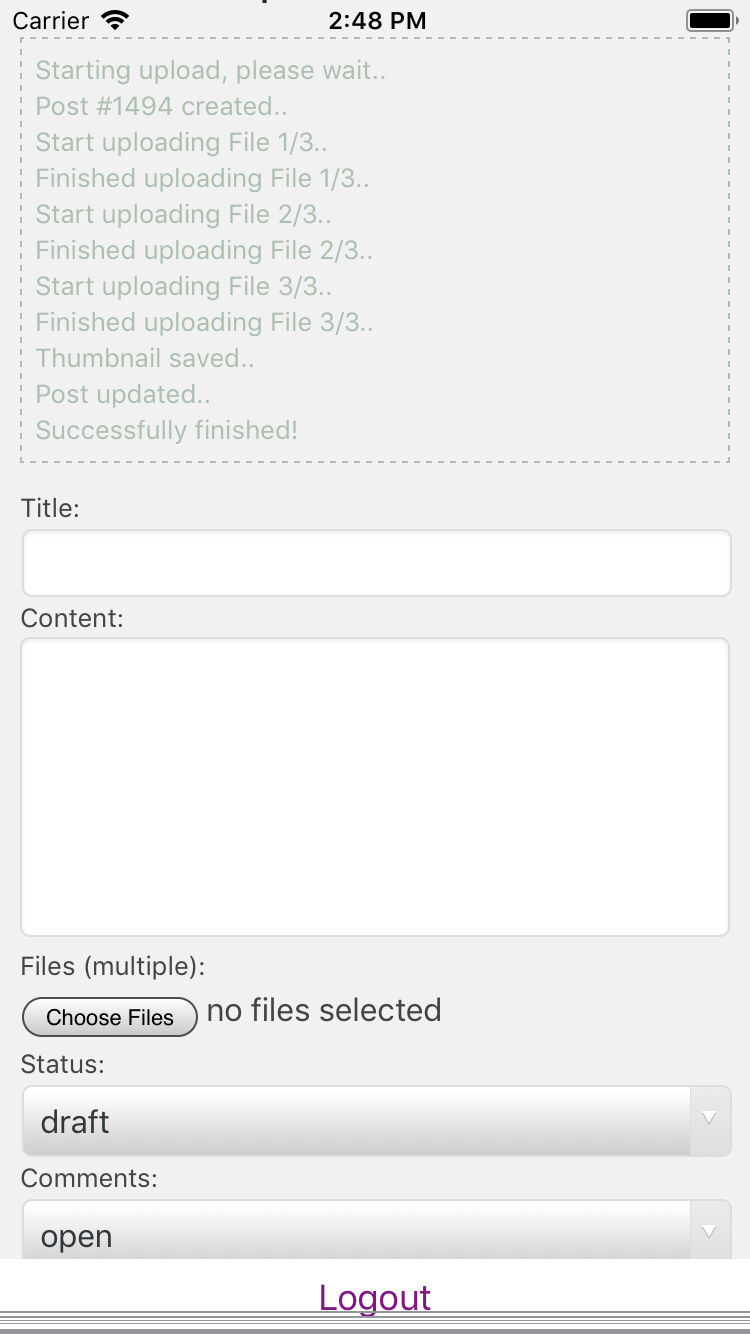 Carrier 2:48 PM
Starting upload, please wait..
Post #1494 created..
Start uploading File 1/3..
Finished uploading File 1/3..
Start uploading File 2/3..
Finished uploading File 2/3..
Start uploading File 3/3..
Finished uploading File 3/3..
Thumbnail saved..
Post updated..
Successfully finished!
Title:
Content:
Files (multiple):
Choose Files no files selected
Status:
draft
Comments:
open
Logout